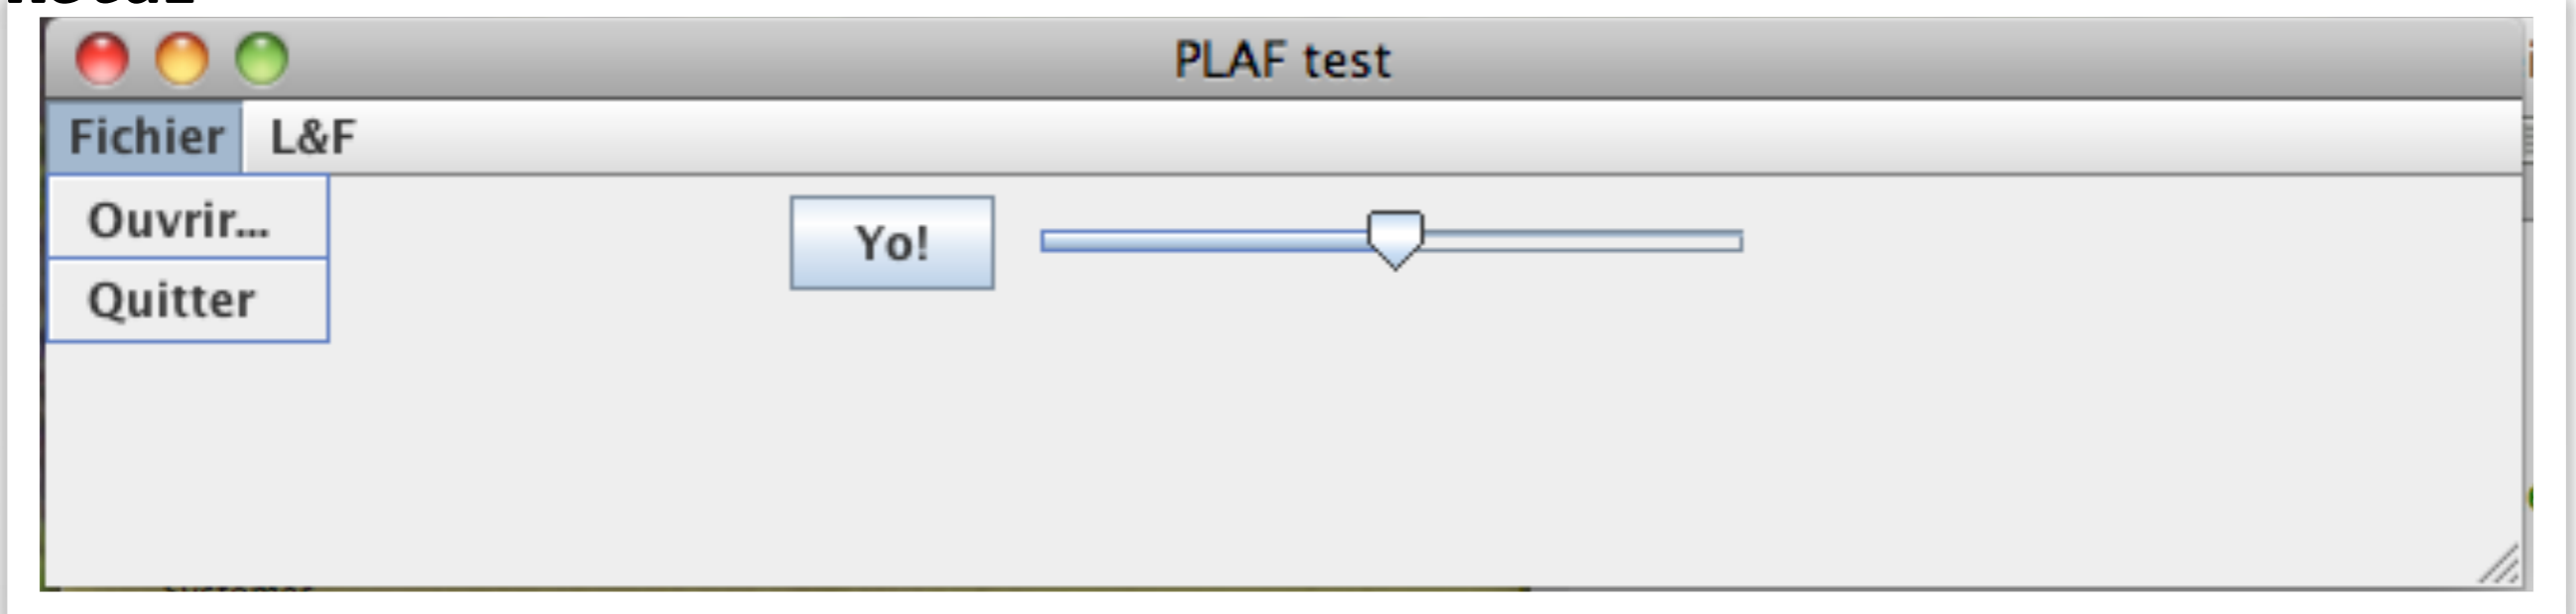 PLAF test
Fichier L&F
Ouvrir...
Quitter
Yo!